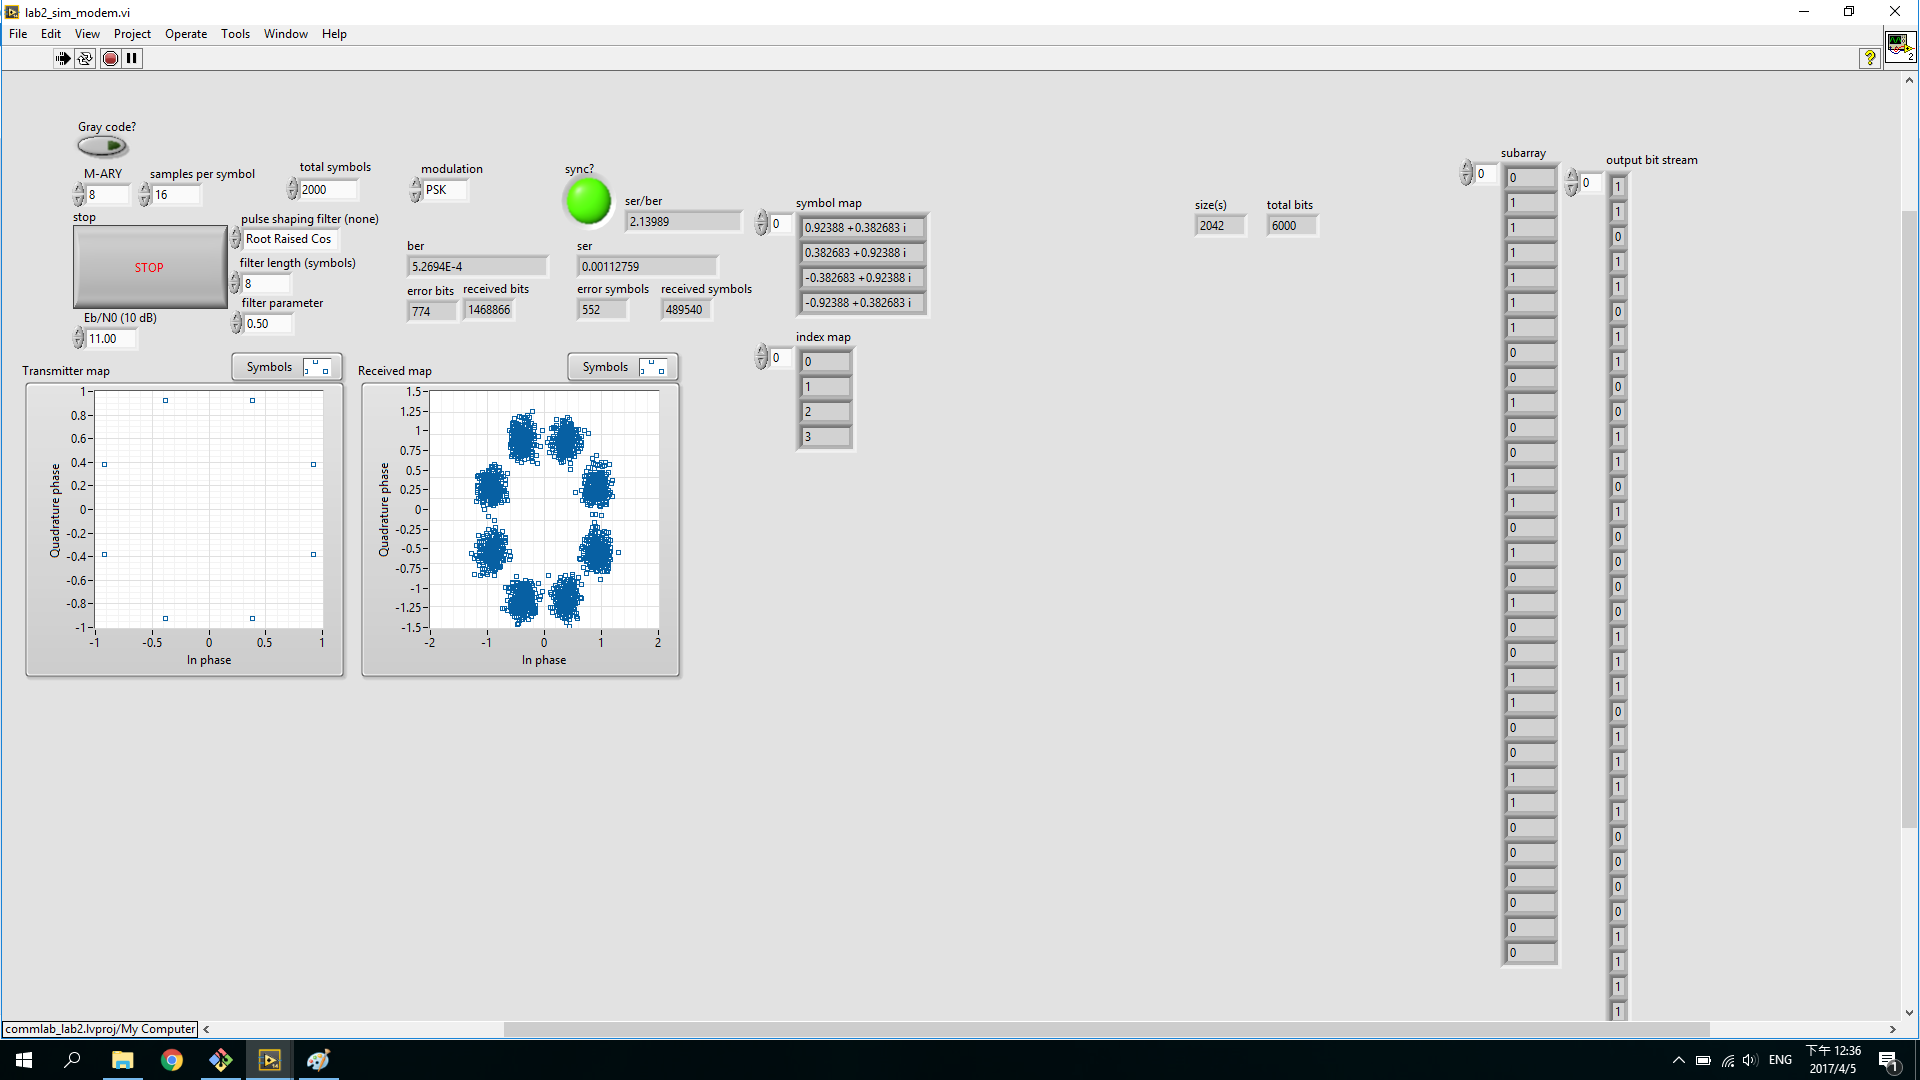 lab2_sim_modem.vi
File Edit View Project Operate Tools Window Help
2
Gray code?
M-ARY
8
samples per symbol
16
total symbols
2000
modulation
PSK
sync?
ser/ber
2.13989
stop
STOP
pulse shaping filter (none)
Root Raised Cos
filter length (symbols)
8
filter parameter
0.50
Eb/N0 (10 dB)
11.00
ber
5.2694E-4
ser
0.00112759
error bits
774
received bits
1468866
error symbols
552
received symbols
489540
symbol map
0
0.92388 +0.382683 i
0.382683 +0.92388 i
-0.382683 +0.92388 i
-0.92388 +0.382683 i
index map
0
0
1
2
3
size(s)
2042
total bits
6000
Transmitter map
Symbols
1
0.8
0.6
0.4
0.2
0
-0.2
-0.4
-0.6
-0.8
-1
Quadrature phase
-1 -0.5 0 0.5 1
In phase
Received map
Symbols
1.5
1.25
1
0.75
0.5
0.25
0
-0.25
-0.5
-0.75
-1
-1.25
-1.5
Quadrature phase
-2 -1 0 1 2
In phase
subarray
0
0
1
1
1
1
1
1
0
0
1
0
0
1
1
0
1
0
1
0
0
1
1
0
0
1
1
0
0
0
0
0
0
output bit stream
0
1
1
0
1
1
0
1
1
0
0
1
1
0
1
0
0
0
0
1
1
1
0
1
1
1
1
0
0
0
0
1
1
1
1
commlab_lab2.lvproj/My Computer
14
ENG
下午 12:36
2017/4/5
1